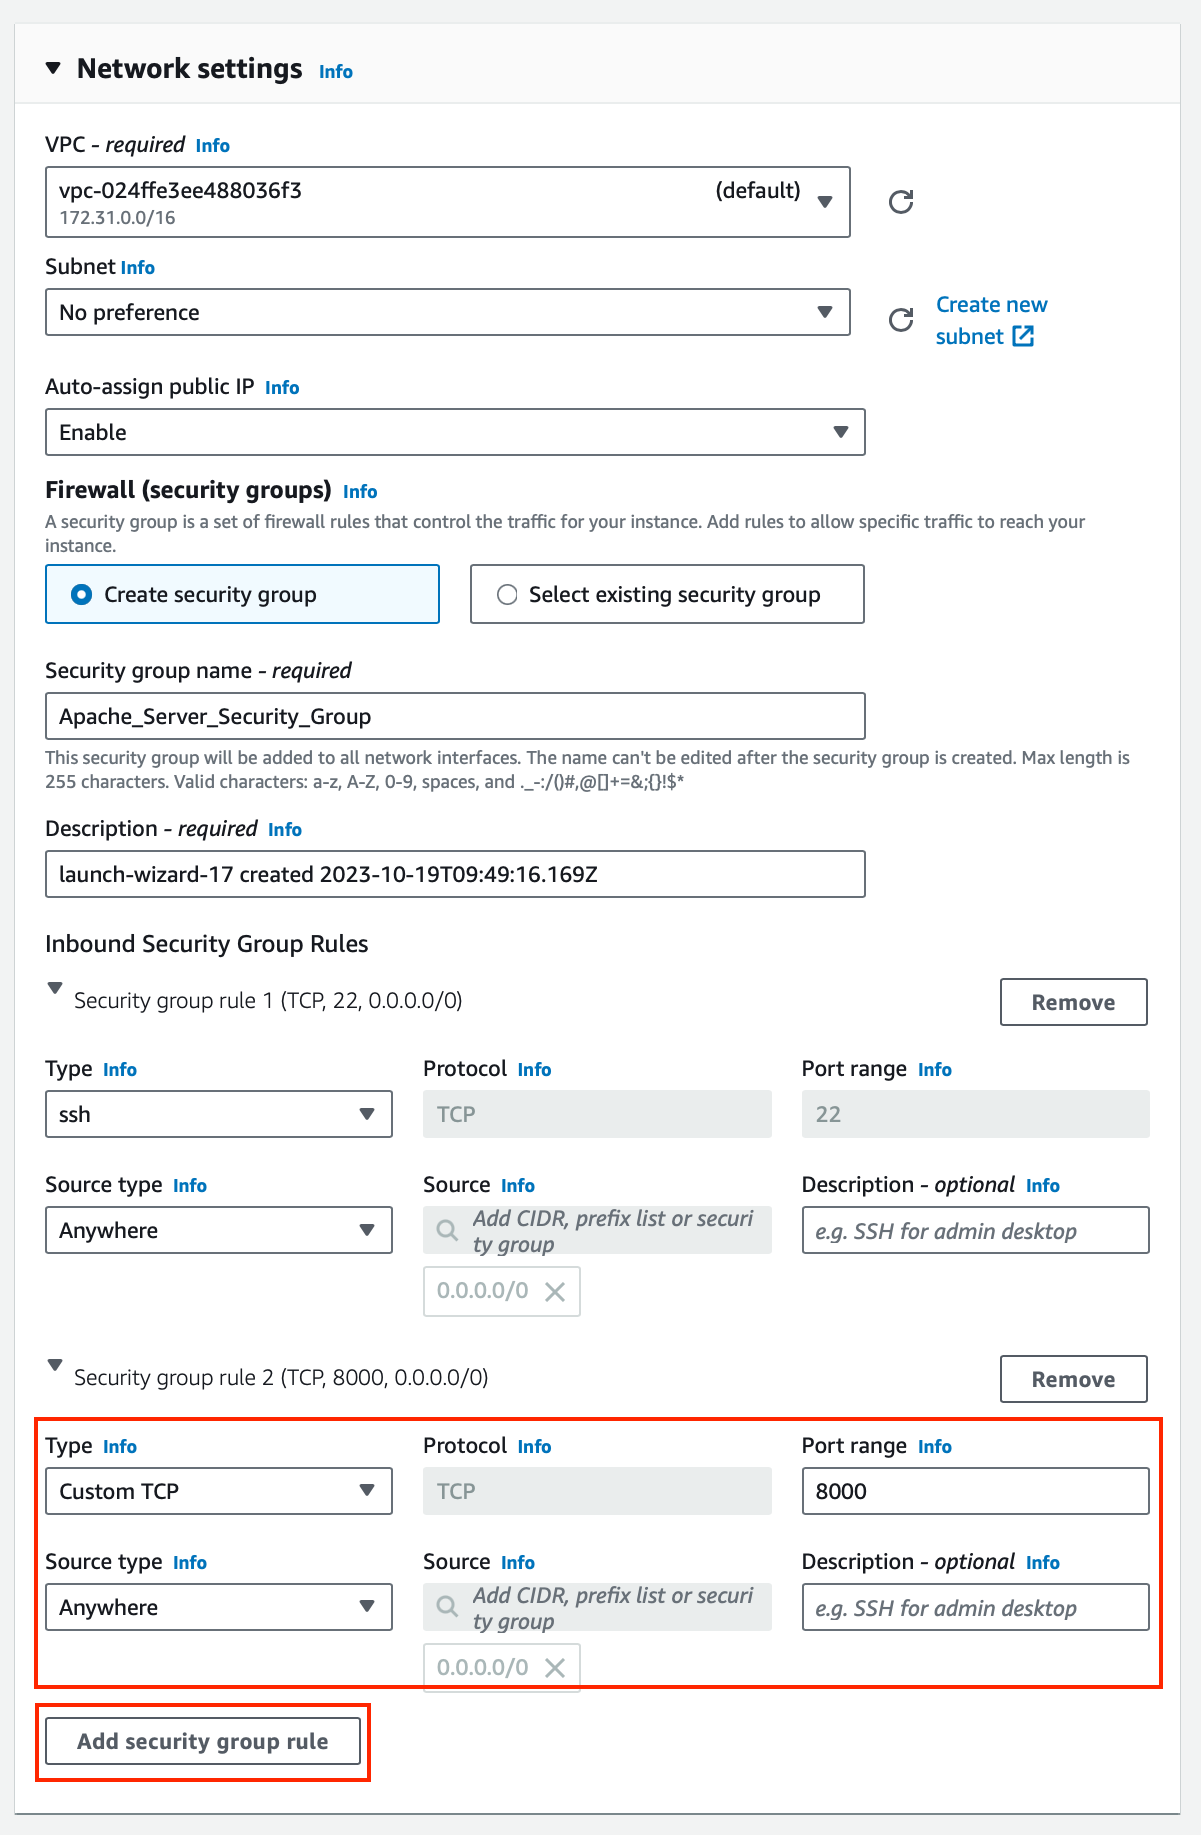 Network settings Info
VPC - required Info
vpc-024ffe3ee488036f3 (default)
172.31.0.0/16
Subnet Info
No preference
Create new
subnet
Auto-assign public IP Info
Enable
Firewall (security groups) Info
A security group is a set of firewall rules that control the traffic for your instance. Add rules to allow specific traffic to reach your
instance.
Create security group Select existing security group
Security group name - required
Apache_Server_Security_Group
This security group will be added to all network interfaces. The name can't be edited after the security group is created. Max length is
255 characters. Valid characters: a-z, A-Z, 0-9, spaces, and ._-:/()#,@[]+=&;{}!$*
Description - required Info
launch-wizard-17 created 2023-10-19T09:49:16.169Z
Inbound Security Group Rules
Security group rule 1 (TCP, 22, 0.0.0.0/0) Remove
Type Info Protocol Info Port range Info
ssh TCP 22
Source type Info Source Info Description - optional Info
Anywhere Add CIDR, prefix list or securi e.g. SSH for admin desktop
ty group
0.0.0.0/0
Security group rule 2 (TCP, 8000, 0.0.0.0/0) Remove
Type Info Protocol Info Port range Info
Custom TCP TCP 8000
Source type Info Source Info Description - optional Info
Anywhere Add CIDR, prefix list or securi e.g. SSH for admin desktop
ty group
0.0.0.0/0
Add security group rule